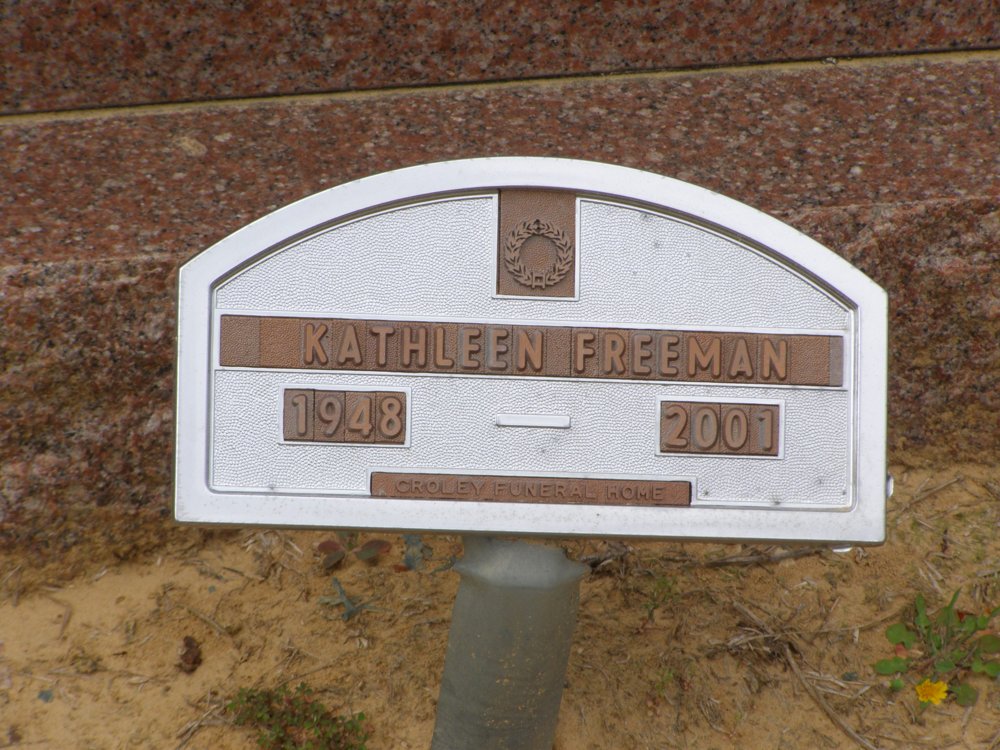 KATHLEEN FREEMAN
1948 — 2001
CROLEY FUNERAL HOME